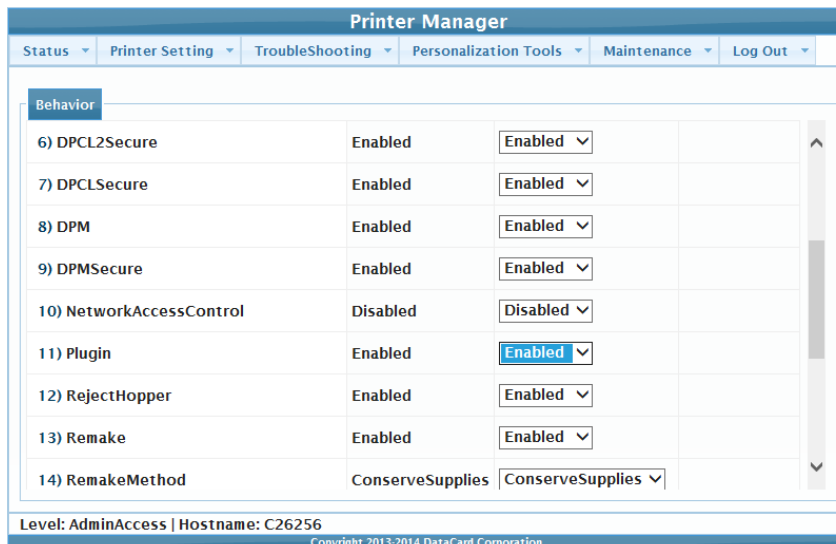 Printer Manager
Status Printer Setting TroubleShooting Personalization Tools Maintenance Log Out
Behavior
6) DPCL2Secure Enabled Enabled
7) DPCLSecure Enabled Enabled
8) DPM Enabled Enabled
9) DPMSecure Enabled Enabled
10) NetworkAccessControl Disabled Disabled
11) Plugin Enabled Enabled
12) RejectHopper Enabled Enabled
13) Remake Enabled Enabled
14) RemakeMethod ConserveSupplies ConserveSupplies
Level: AdminAccess | Hostname: C26256
Copyright 2013-2014 DataCard Corporation